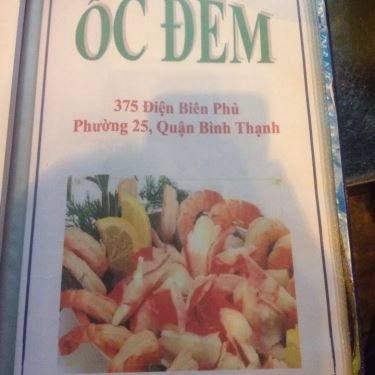 ỐC ĐÊM
375 Điện Biên Phủ
Phường 25, Quận Bình Thạnh